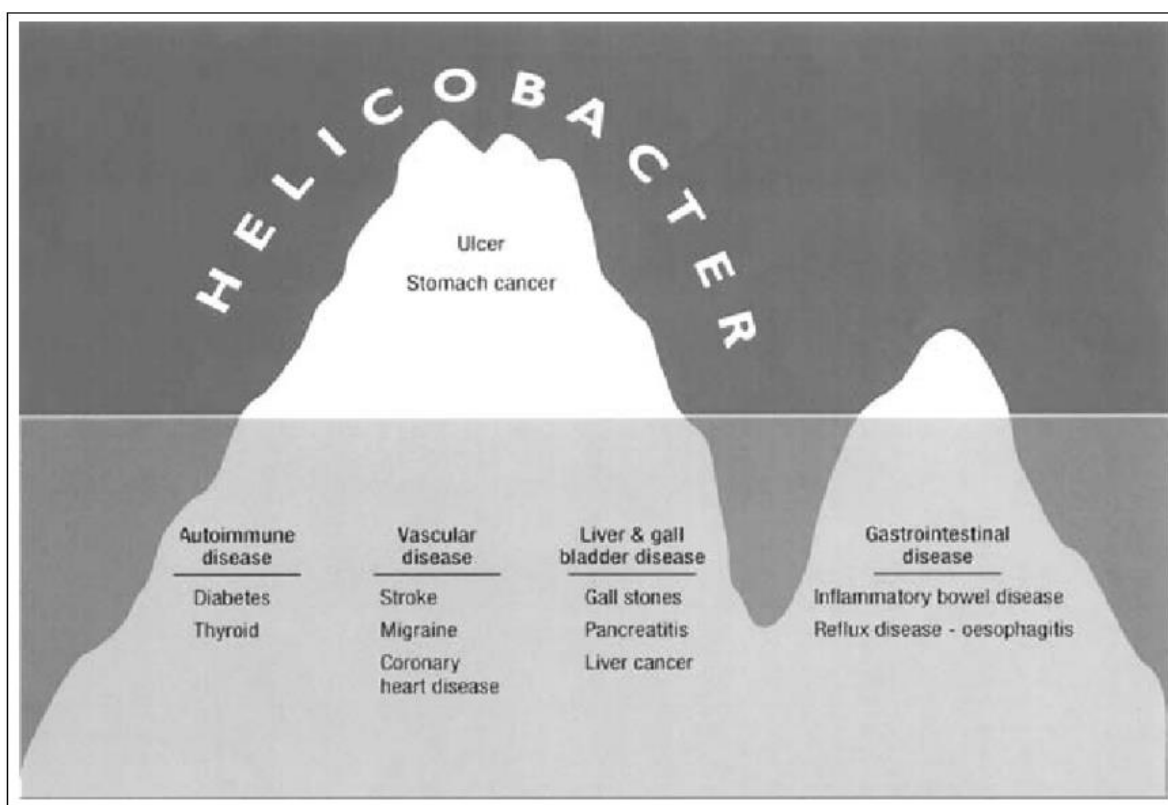 HELICOBACTER
Ulcer
Stomach cancer
Autoimmune
disease
Diabetes
Thyroid
Vascular
disease
Stroke
Migraine
Coronary
heart disease
Liver & gall
bladder disease
Gall stones
Pancreatitis
Liver cancer
Gastrointestinal
disease
Inflammatory bowel disease
Reflux disease - oesophagitis